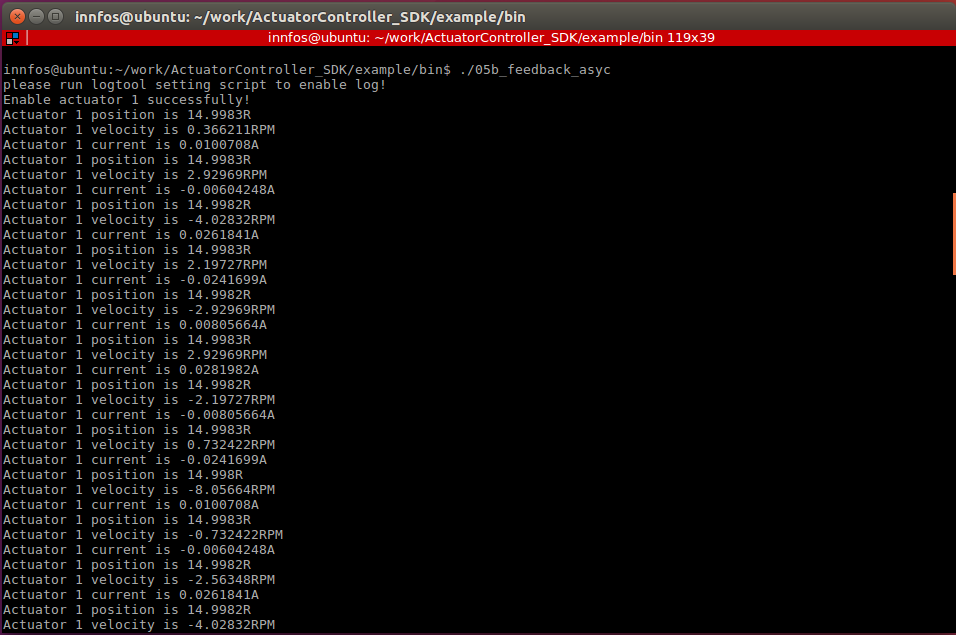 innfos@ubuntu: ~/work/ActuatorController_SDK/example/bin
innfos@ubuntu: ~/work/ActuatorController_SDK/example/bin 119x39
innfos@ubuntu:~/work/ActuatorController_SDK/example/bin$ ./05b_feedback_asyc
please run logtool setting script to enable log!
Enable actuator 1 successfully!
Actuator 1 position is 14.9983R
Actuator 1 velocity is 0.366211RPM
Actuator 1 current is 0.0100708A
Actuator 1 position is 14.9983R
Actuator 1 velocity is 2.92969RPM
Actuator 1 current is -0.00604248A
Actuator 1 position is 14.9982R
Actuator 1 velocity is -4.02832RPM
Actuator 1 current is 0.0261841A
Actuator 1 position is 14.9983R
Actuator 1 velocity is 2.19727RPM
Actuator 1 current is -0.0241699A
Actuator 1 position is 14.9982R
Actuator 1 velocity is -2.92969RPM
Actuator 1 current is 0.00805664A
Actuator 1 position is 14.9983R
Actuator 1 velocity is 2.92969RPM
Actuator 1 current is 0.0281982A
Actuator 1 position is 14.9982R
Actuator 1 velocity is -2.19727RPM
Actuator 1 current is -0.00805664A
Actuator 1 position is 14.9983R
Actuator 1 velocity is 0.732422RPM
Actuator 1 current is -0.0241699A
Actuator 1 position is 14.998R
Actuator 1 velocity is -8.05664RPM
Actuator 1 current is 0.0100708A
Actuator 1 position is 14.9983R
Actuator 1 velocity is -0.732422RPM
Actuator 1 current is -0.00604248A
Actuator 1 position is 14.9982R
Actuator 1 velocity is -2.56348RPM
Actuator 1 current is 0.0261841A
Actuator 1 position is 14.9982R
Actuator 1 velocity is -4.02832RPM